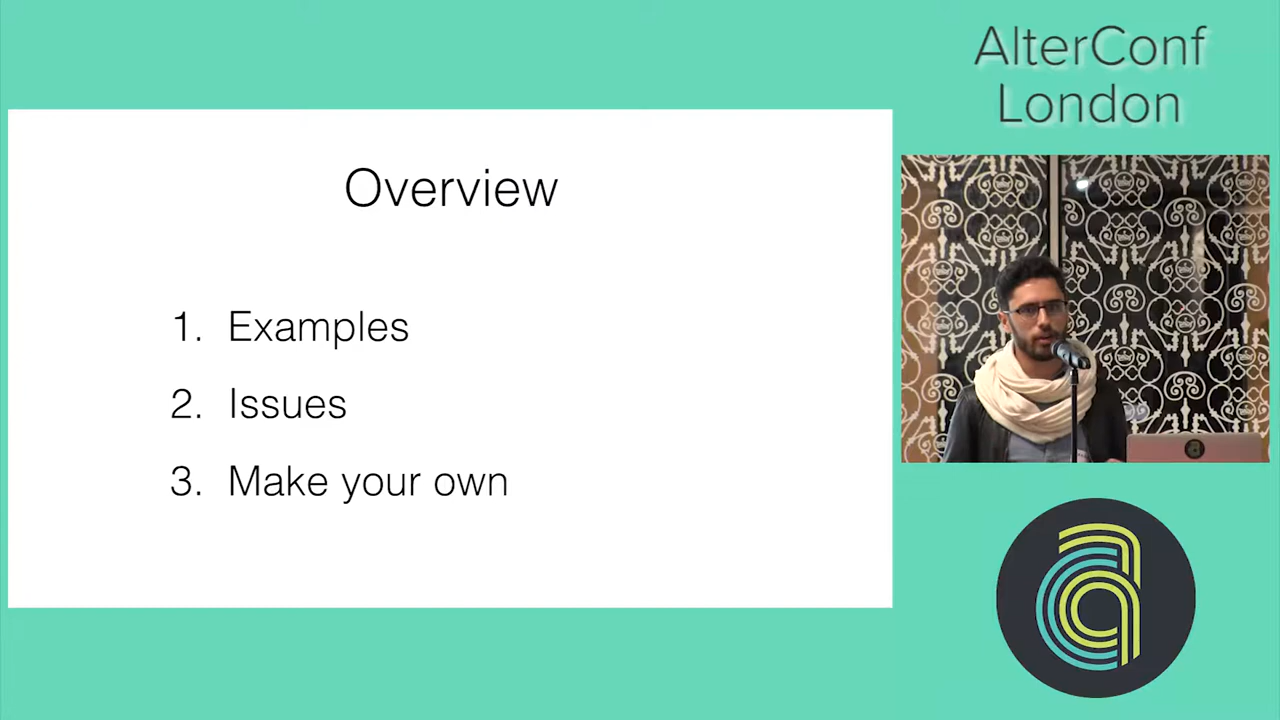 AlterConf
London
Overview
1. Examples
2. Issues
3. Make your own